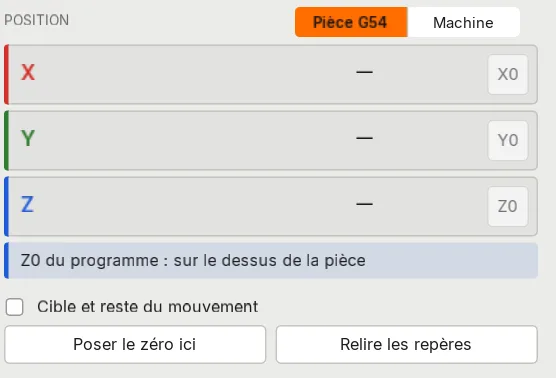 POSITION
Pièce G54 Machine
X — X0
Y — Y0
Z — Z0
Z0 du programme : sur le dessus de la pièce
Cible et reste du mouvement
Poser le zéro ici Relire les repères